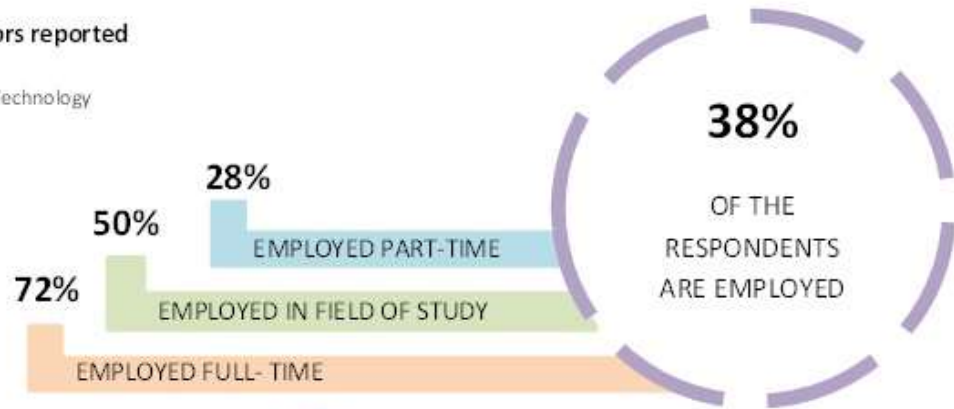 ors reported
Technology
38%
OF THE
RESPONDENTS
ARE EMPLOYED
28%
EMPLOYED PART-TIME
50%
EMPLOYED IN FIELD OF STUDY
72%
EMPLOYED FULL- TIME